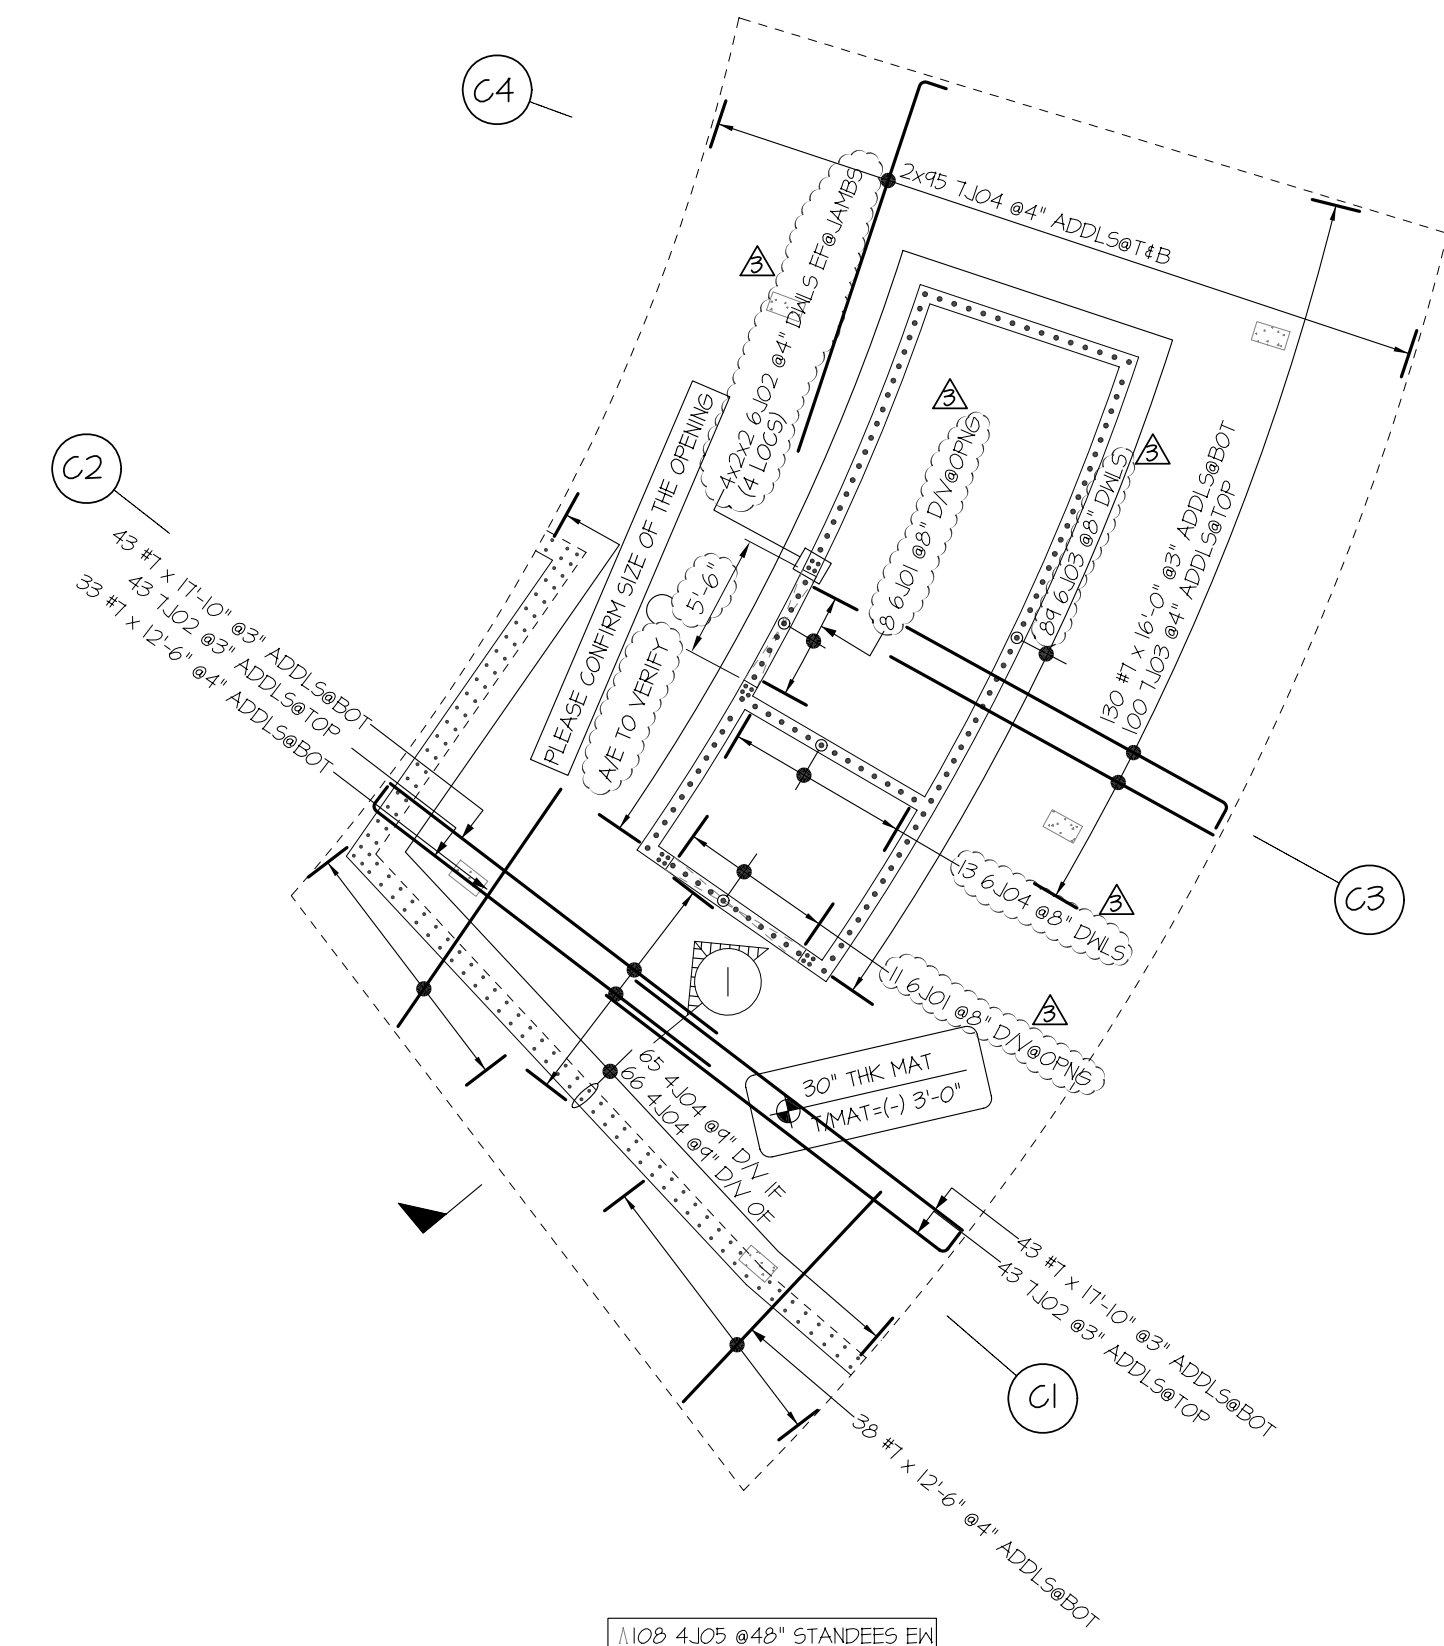 C4
2x95 7J04 @4" ADDLS@T&B
3
4x2x2 6J02 @4" DWLS EF@JAMBS
(4 LOCS)
3
8 6J01 @8" D/V@OPNG
3
89 6J03 @8" DWLS
PLEASE CONFIRM SIZE OF THE OPENING
5'-6"
A/E TO VERIFY
130 #7 x 16'-0" @3" ADDLS@BOT
100 7J03 @4" ADDLS@TOP
C2
43 #7 x 17'-10" @3" ADDLS@BOT
43 7J02 @3" ADDLS@TOP
33 #7 x 12'-6" @4" ADDLS@BOT
C3
13 6J04 @8" DWLS
3
11 6J01 @8" D/V@OPNG
3
1
30" THK MAT
T/MAT=(-) 3'-0"
65 4J04 @9" D/V IF
66 4J04 @9" D/V OF
43 #7 x 17'-10" @3" ADDLS@BOT
43 7J02 @3" ADDLS@TOP
C1
38 #7 x 12'-6" @4" ADDLS@BOT
108 4J05 @48" STANDEES EW